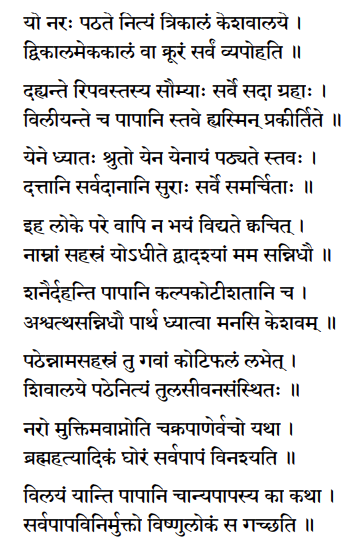 यो नरः पठते नित्यं त्रिकालं केशवालये ।
द्विकालमेककालं वा क्रूरं सर्वं व्यपोहति ॥
दह्यन्ते रिपवस्तस्य सौम्याः सर्वे सदा ग्रहाः ।
विलीयन्ते च पापानि स्तवे ह्यस्मिन् प्रकीर्तिते ॥
येने ध्यातः श्रुतो येन येनायं पठ्यते स्तवः ।
दत्तानि सर्वदानानि सुराः सर्वे समर्चिताः ॥
इह लोके परे वापि न भयं विद्यते क्वचित् ।
नाम्नां सहस्रं योऽधीते द्वादश्यां मम सन्निधौ ॥
शनैर्दहन्ति पापानि कल्पकोटीशतानि च ।
अश्वत्थसन्निधौ पार्थ ध्यात्वा मनसि केशवम् ॥
पठेन्नामसहस्रं तु गवां कोटिफलं लभेत् ।
शिवालये पठेनित्यं तुलसीवनसंस्थितः ॥
नरो मुक्तिमवाप्नोति चक्रपाणेर्वचो यथा ।
ब्रह्महत्यादिकं घोरं सर्वपापं विनश्यति ॥
विलयं यान्ति पापानि चान्यपापस्य का कथा ।
सर्वपापविनिर्मुक्तो विष्णुलोकं स गच्छति ॥